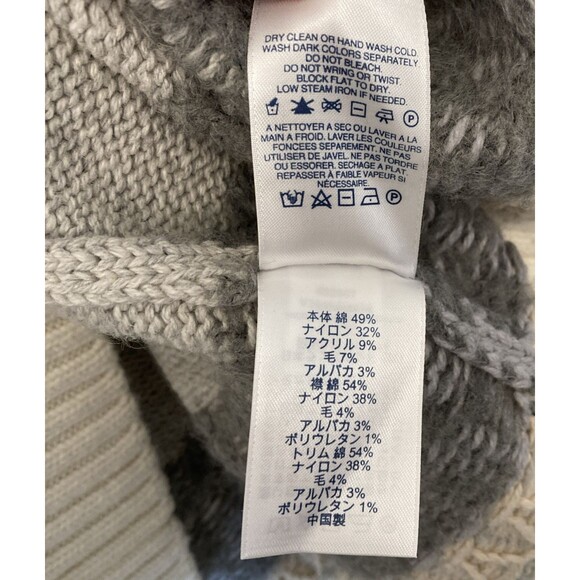 DRY CLEAN OR HAND WASH COLD.
WASH DARK COLORS SEPARATELY
DO NOT BLEACH.
DO NOT WRING OR TWIST.
BLOCK FLAT TO DRY.
LOW STEAM IRON IF NEEDED.
P
A NETTOYER A SEC OU LAVER A LA
MAIN A FROID. LAVER LES COULEURS
FONCEES SEPAREMENT. NE PAS
UTILISER DE JAVEL. NE PAS TORDRE
OU ESSORER. SECHAGE A PLAT.
REPASSER A FAIBLE VAPEUR SI
NÉCESSAIRE.
P
本体 綿 49%
ナイロン 32%
アクリル 9%
毛 7%
アルパカ 3%
襟 綿 54%
ナイロン 38%
毛 4%
アルパカ 3%
ポリウレタン 1%
トリム 綿 54%
ナイロン 38%
毛 4%
アルパカ 3%
ポリウレタン 1%
中国製